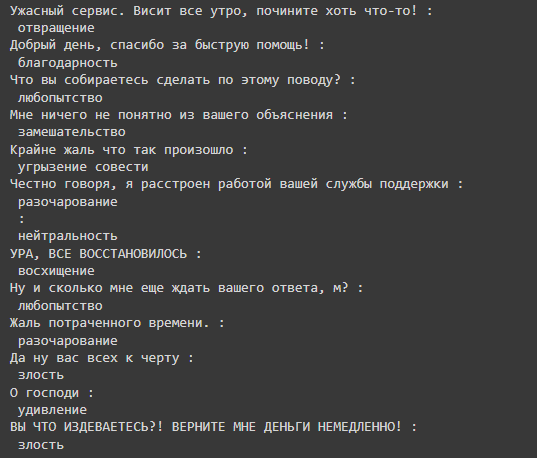 Ужасный сервис. Висит все утро, почините хоть что-то! :
отвращение
Добрый день, спасибо за быструю помощь! :
благодарность
Что вы собираетесь сделать по этому поводу? :
любопытство
Мне ничего не понятно из вашего объяснения :
замешательство
Крайне жаль что так произошло :
угрызение совести
Честно говоря, я расстроен работой вашей службы поддержки :
разочарование
:
нейтральность
УРА, ВСЕ ВОССТАНОВИЛОСЬ :
восхищение
Ну и сколько мне еще ждать вашего ответа, м? :
любопытство
Жаль потраченного времени. :
разочарование
Да ну вас всех к черту :
злость
О господи :
удивление
ВЫ ЧТО ИЗДЕВАЕТЕСЬ?! ВЕРНИТЕ МНЕ ДЕНЬГИ НЕМЕДЛЕННО! :
злость